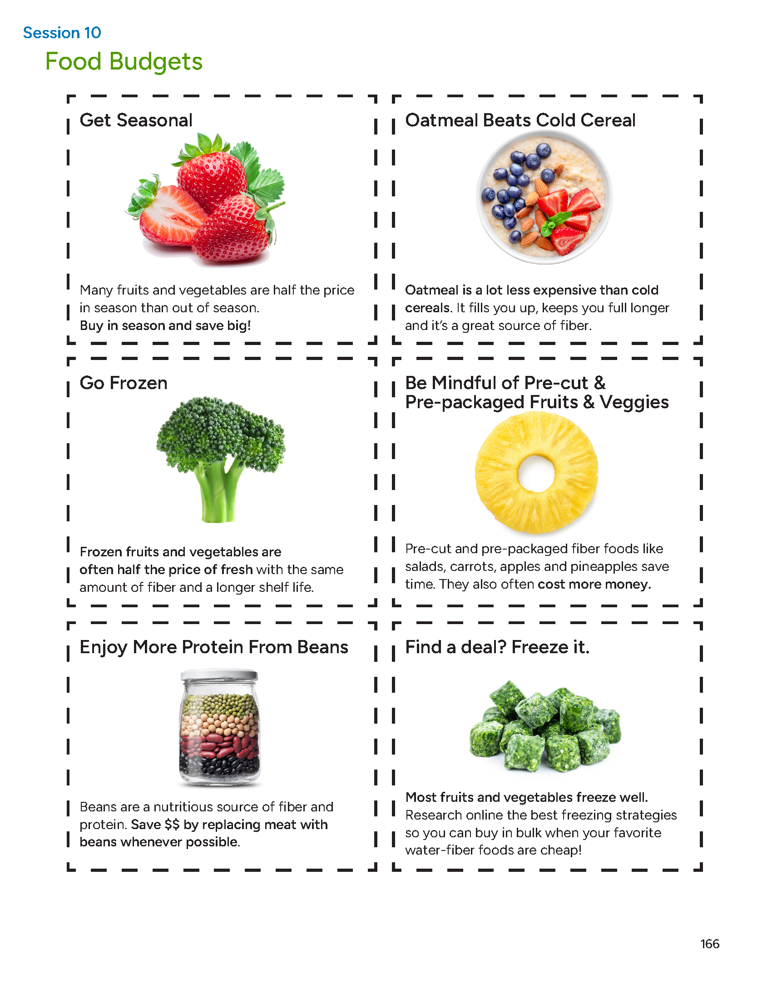 Session 10
Food Budgets
Get Seasonal
Many fruits and vegetables are half the price
in season than out of season.
Buy in season and save big!
Oatmeal Beats Cold Cereal
Oatmeal is a lot less expensive than cold
cereals. It fills you up, keeps you full longer
and it’s a great source of fiber.
Go Frozen
Frozen fruits and vegetables are
often half the price of fresh with the same
amount of fiber and a longer shelf life.
Be Mindful of Pre-cut &
Pre-packaged Fruits & Veggies
Pre-cut and pre-packaged fiber foods like
salads, carrots, apples and pineapples save
time. They also often cost more money.
Enjoy More Protein From Beans
Beans are a nutritious source of fiber and
protein. Save $$ by replacing meat with
beans whenever possible.
Find a deal? Freeze it.
Most fruits and vegetables freeze well.
Research online the best freezing strategies
so you can buy in bulk when your favorite
water-fiber foods are cheap!
166